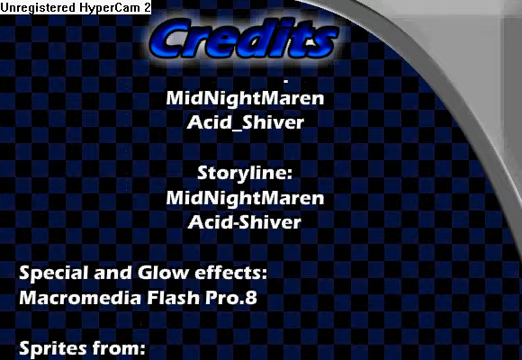 Unregistered HyperCam 2
Credits
MidNightMaren
Acid_Shiver
Storyline:
MidNightMaren
Acid-Shiver
Special and Glow effects:
Macromedia Flash Pro.8
Sprites from: